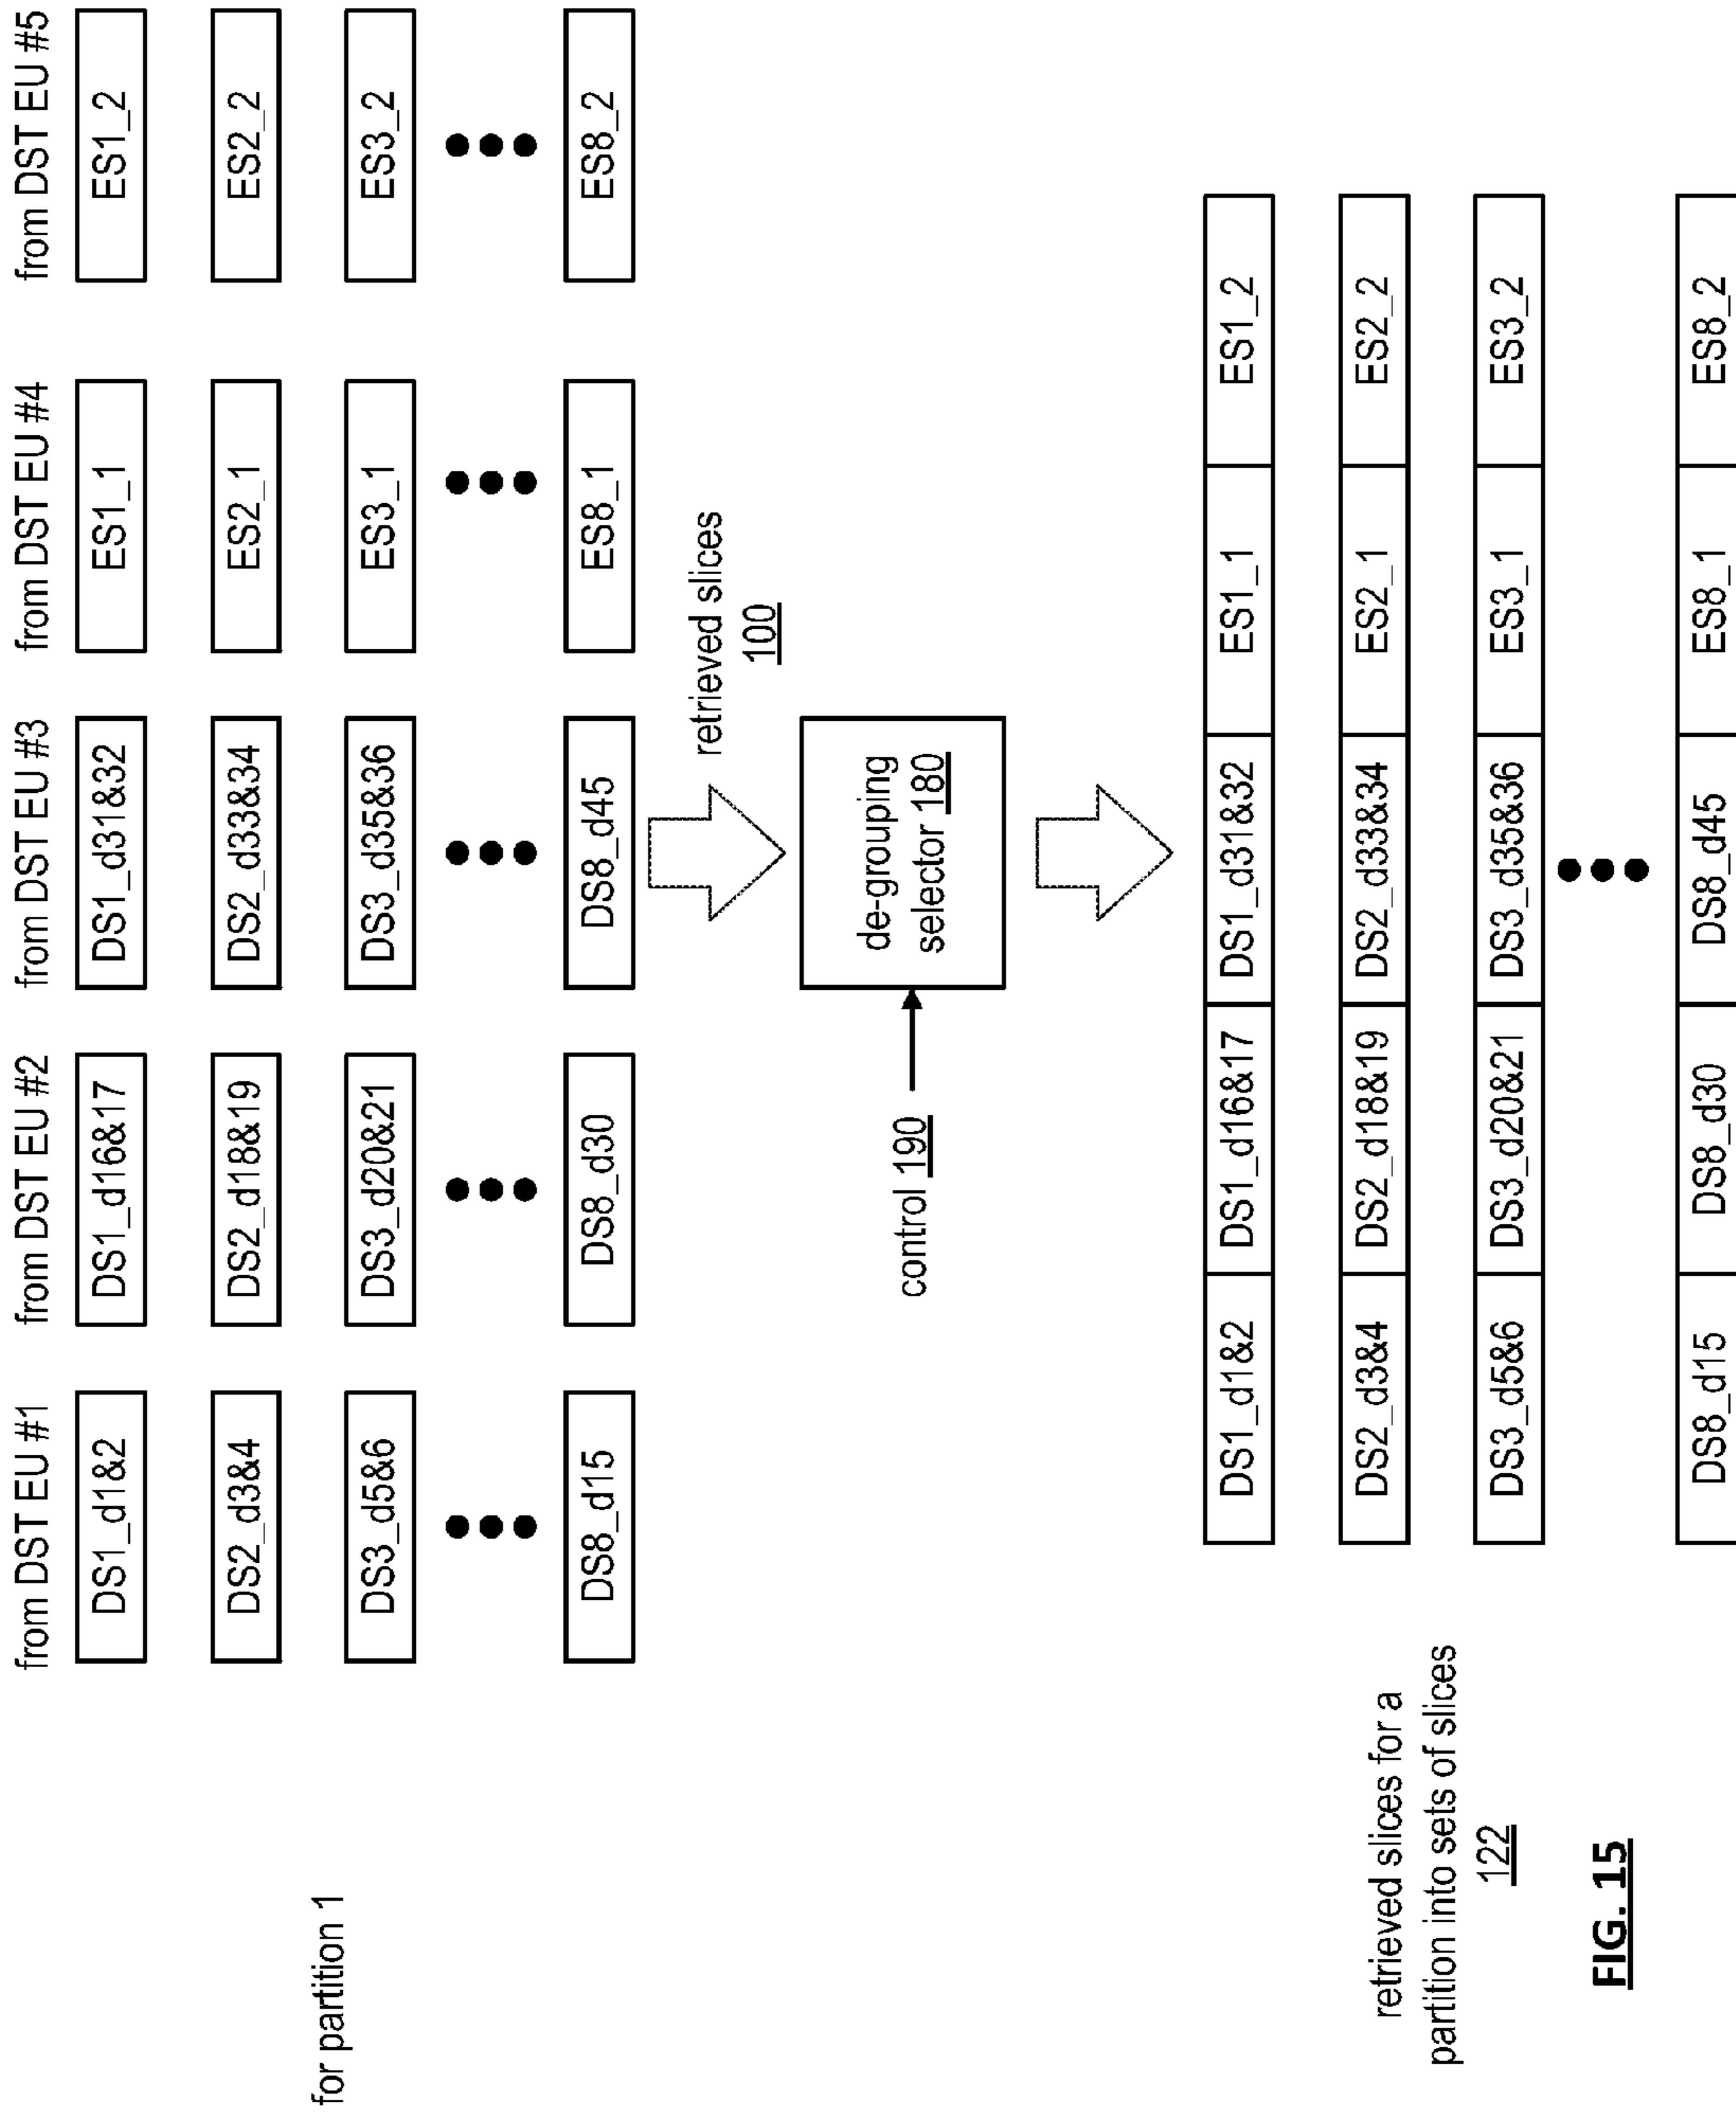 from DST EU #1 from DST EU #2 from DST EU #3 from DST EU #4 from DST EU #5
DS1_d1&2 DS1_d16&17 DS1_d31&32 ES1_1 ES1_2
DS2_d3&4 DS2_d18&19 DS2_d33&34 ES2_1 ES2_2
for partition 1
DS3_d5&6 DS3_d20&21 DS3_d35&36 ES3_1 ES3_2
DS8_d15 DS8_d30 DS8_d45 ES8_1 ES8_2
retrieved slices
100
control 190
de-grouping
selector 180
DS1_d1&2 DS1_d16&17 DS1_d31&32 ES1_1 ES1_2
retrieved slices for a
partition into sets of slices
122
DS2_d3&4 DS2_d18&19 DS2_d33&34 ES2_1 ES2_2
DS3_d5&6 DS3_d20&21 DS3_d35&36 ES3_1 ES3_2
DS8_d15 DS8_d30 DS8_d45 ES8_1 ES8_2
FIG. 15